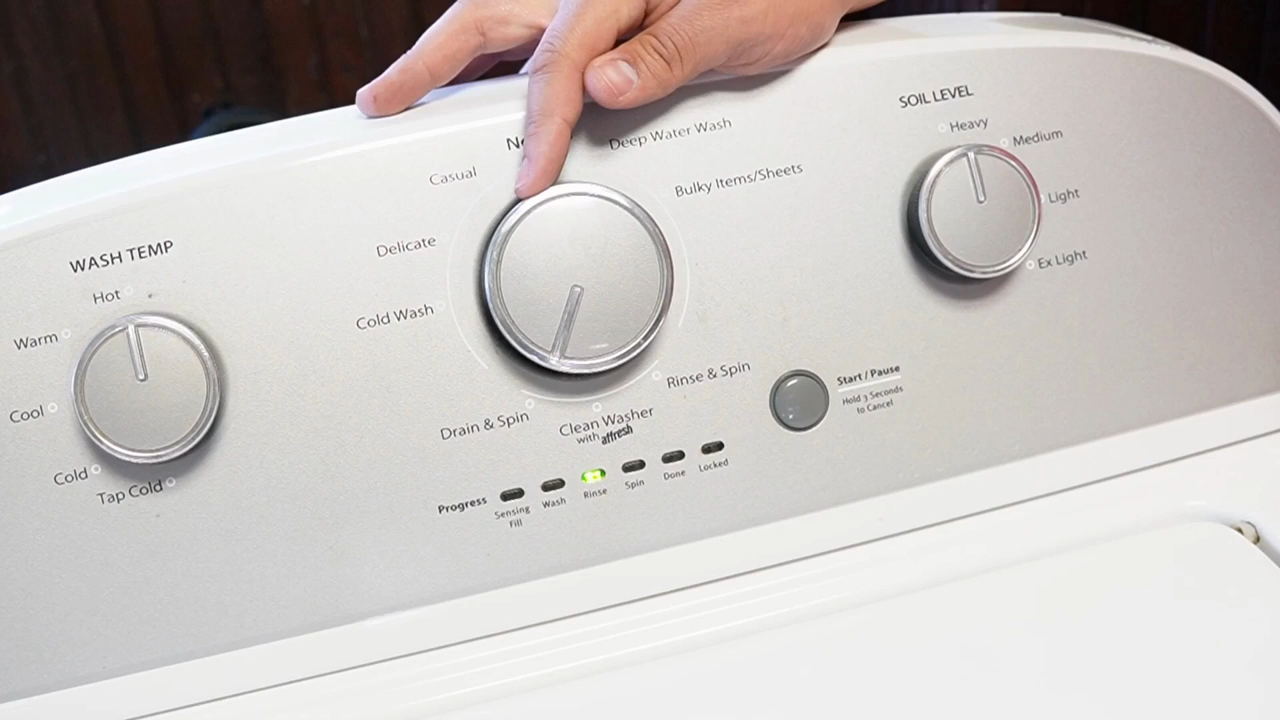 WASH TEMP
Hot
Warm
Cool
Cold
Tap Cold
Deep Water Wash
Casual
Bulky Items/Sheets
Delicate
Cold Wash
Rinse & Spin
Drain & Spin
Clean Washer
with affresh
SOIL LEVEL
Heavy
Medium
Light
Ex Light
Start / Pause
Hold 3 Seconds
to Cancel
Progress
Sensing
Fill
Wash
Rinse
Spin
Done
Locked